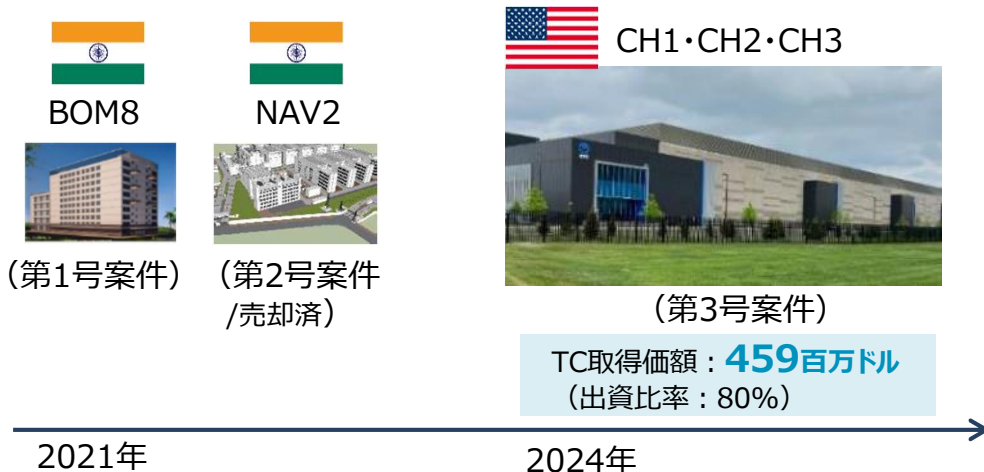 BOM8
NAV2
CH1・CH2・CH3
(第1号案件)
(第2号案件
/売却済)
(第3号案件)
TC取得価額：459百万ドル
(出資比率：80%)
2021年
2024年